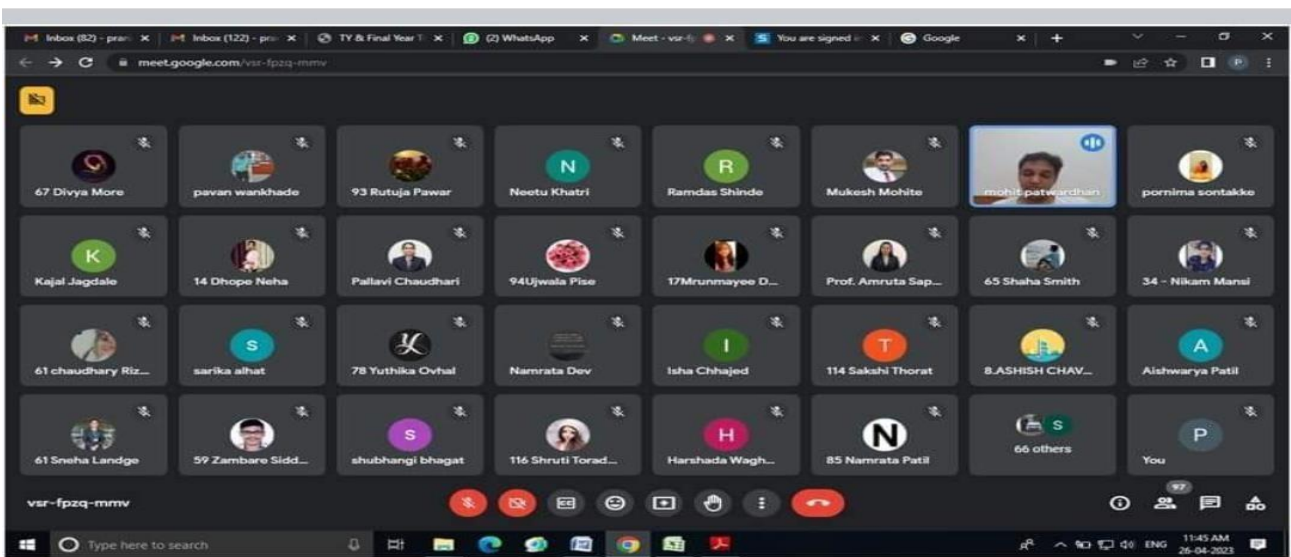 Inbox (82) - pran
Inbox (122) - pra
TY & Final Year T
(2) WhatsApp
Meet - vsr-f
You are signed in
Google
meet.google.com/vsr-fpzq-mmv
P
67 Divya More
pavan wankhade
93 Rutuja Pawar
N
Neetu Khatri
R
Ramdas Shinde
Mukesh Mohite
mohit patwardhan
pornima sontakke
K
Kajal Jagdale
14 Dhope Neha
Pallavi Chaudhari
94Ujwala Pise
17Mrunmayee D...
Prof. Amruta Sap...
65 Shaha Smith
34 - Nikam Mansi
61 chaudhary Riz...
S
sarika alhat
78 Yuthika Ovhal
Namrata Dev
I
Isha Chhajed
T
114 Sakshi Thorat
8.ASHISH CHAV...
A
Aishwarya Patil
61 Sneha Landge
59 Zambare Sidd...
S
shubhangi bhagat
116 Shruti Torad...
H
Harshada Wagh...
N
85 Namrata Patil
S
66 others
P
You
vsr-fpzq-mmv
CC
97
Type here to search
ENG
11:45 AM
26-04-2023